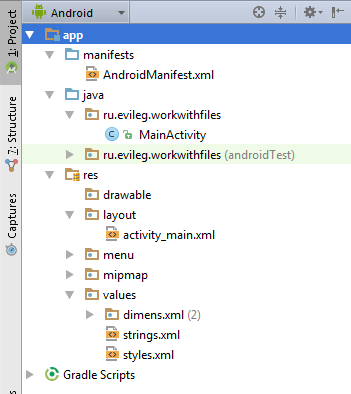 Android
app
manifests
AndroidManifest.xml
java
ru.evileg.workwithfiles
MainActivity
ru.evileg.workwithfiles (androidTest)
res
drawable
layout
activity_main.xml
menu
mipmap
values
dimens.xml (2)
strings.xml
styles.xml
Gradle Scripts
1: Project
7: Structure
Captures